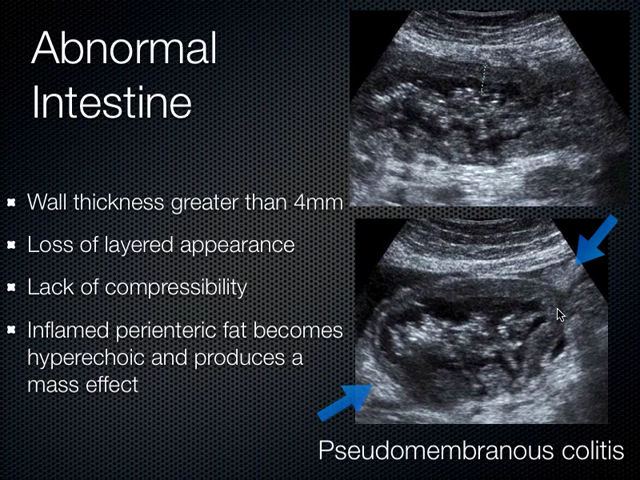 Abnormal
Intestine
Wall thickness greater than 4mm
Loss of layered appearance
Lack of compressibility
Inflamed perienteric fat becomes
hyperechoic and produces a
mass effect
Pseudomembranous colitis